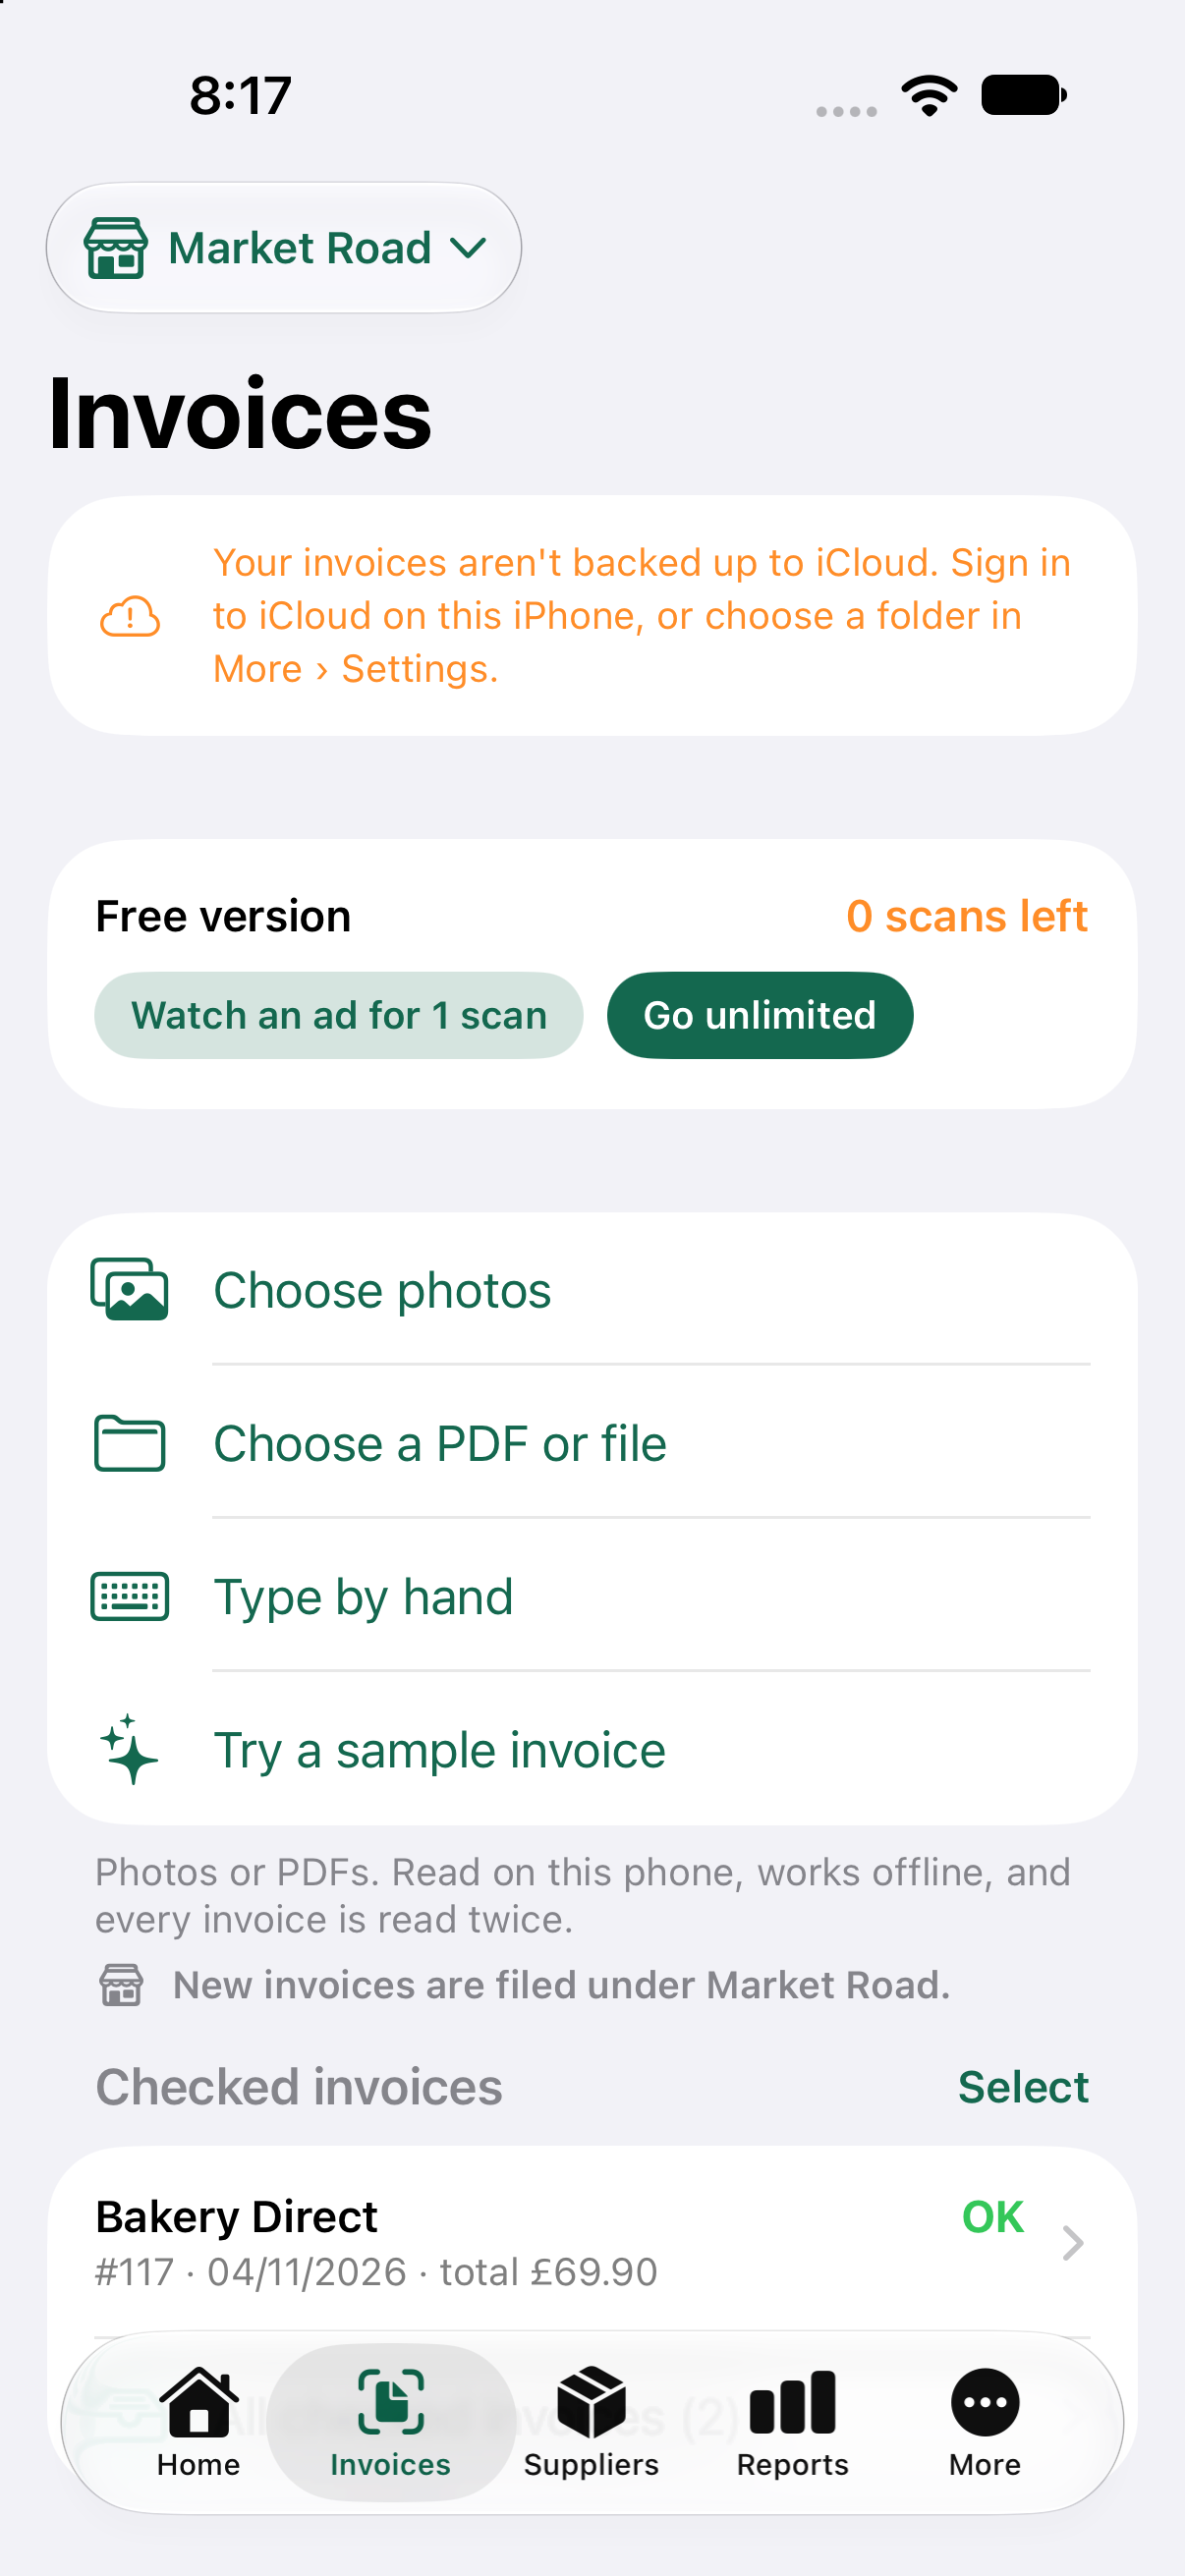 8:17
Market Road
Invoices
Your invoices aren't backed up to iCloud. Sign in
to iCloud on this iPhone, or choose a folder in
More › Settings.
Free version
0 scans left
Watch an ad for 1 scan
Go unlimited
Choose photos
Choose a PDF or file
Type by hand
Try a sample invoice
Photos or PDFs. Read on this phone, works offline, and
every invoice is read twice.
New invoices are filed under Market Road.
Checked invoices
Select
Bakery Direct
OK
#117 · 04/11/2026 · total £69.90
Home
Invoices
Suppliers
Reports
More